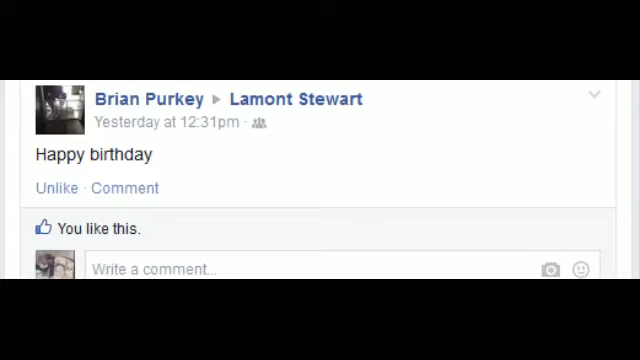 Brian Purkey ▶ Lamont Stewart
Yesterday at 12:31pm ·
Happy birthday
Unlike · Comment
You like this.
Write a comment...